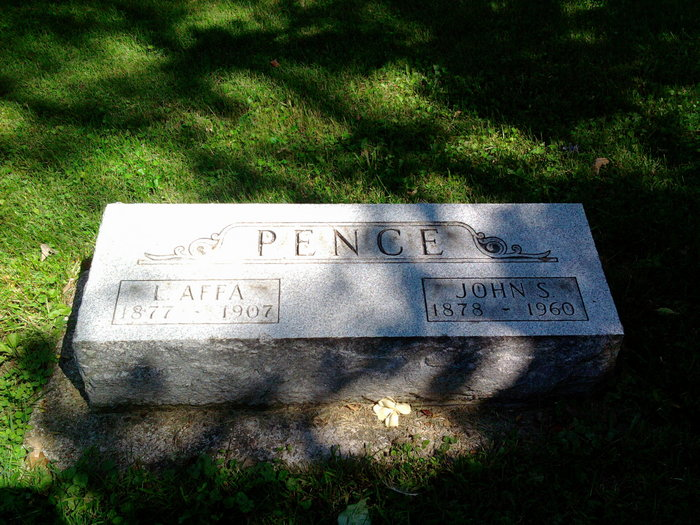 PENCE
L. AFFA
1877 - 1907
JOHN S.
1878 - 1960